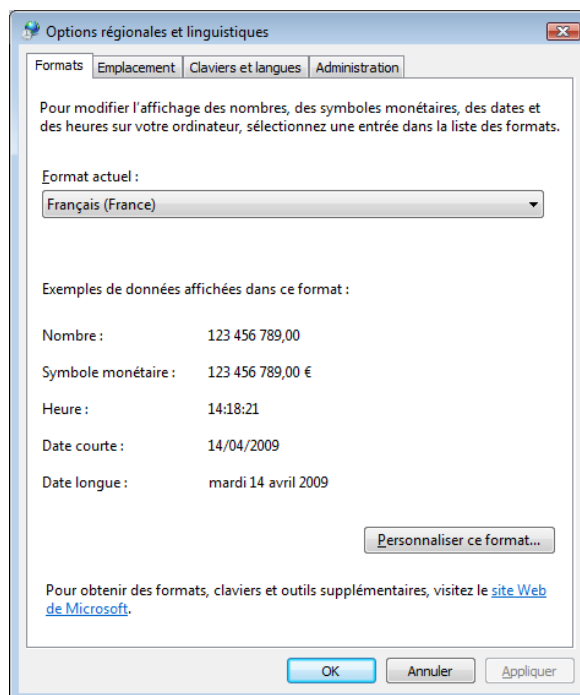 Options régionales et linguistiques
Formats Emplacement Claviers et langues Administration
Pour modifier l'affichage des nombres, des symboles monétaires, des dates et
des heures sur votre ordinateur, sélectionnez une entrée dans la liste des formats.
Format actuel :
Français (France)
Exemples de données affichées dans ce format :
Nombre : 123 456 789,00
Symbole monétaire : 123 456 789,00 €
Heure : 14:18:21
Date courte : 14/04/2009
Date longue : mardi 14 avril 2009
Personnaliser ce format...
Pour obtenir des formats, claviers et outils supplémentaires, visitez le site Web
de Microsoft.
OK Annuler Appliquer